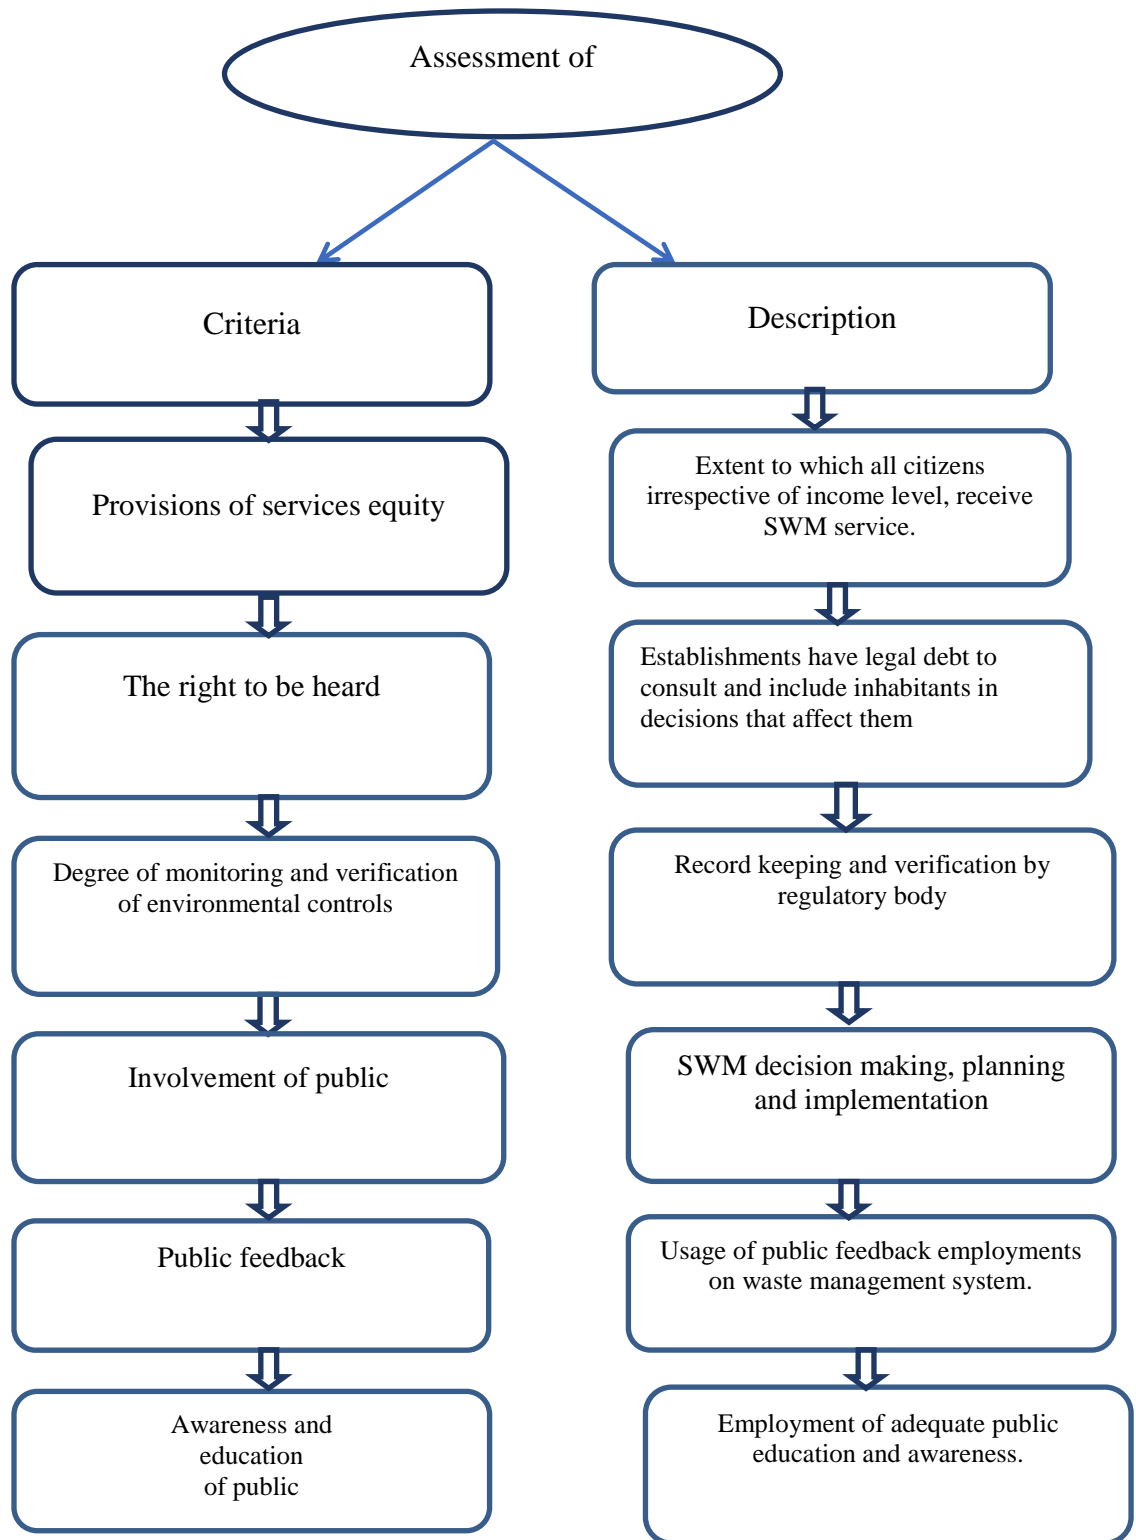 Assessment of
Criteria
Description
Provisions of services equity
Extent to which all citizens
irrespective of income level, receive
SWM service.
The right to be heard
Establishments have legal debt to
consult and include inhabitants in
decisions that affect them
Degree of monitoring and verification
of environmental controls
Record keeping and verification by
regulatory body
Involvement of public
SWM decision making, planning
and implementation
Public feedback
Usage of public feedback employments
on waste management system.
Awareness and
education
of public
Employment of adequate public
education and awareness.